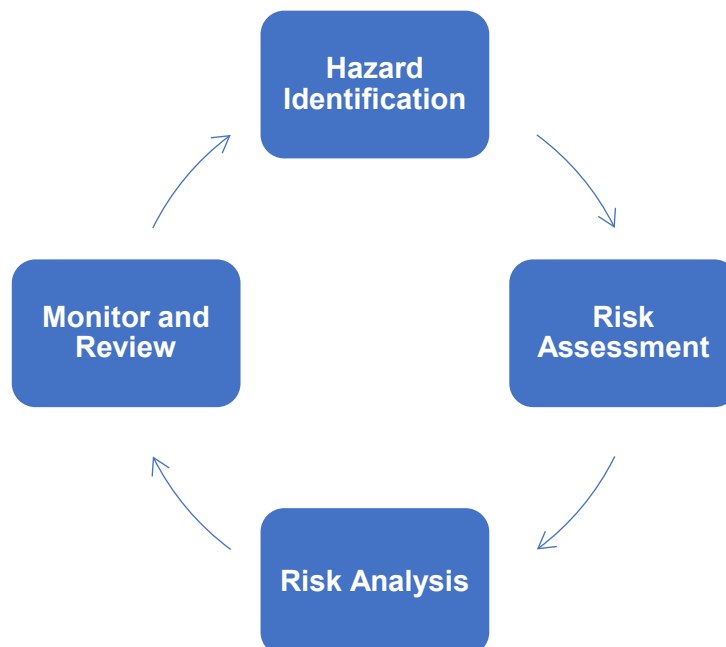 Hazard
Identification
Risk
Assessment
Risk Analysis
Monitor and
Review